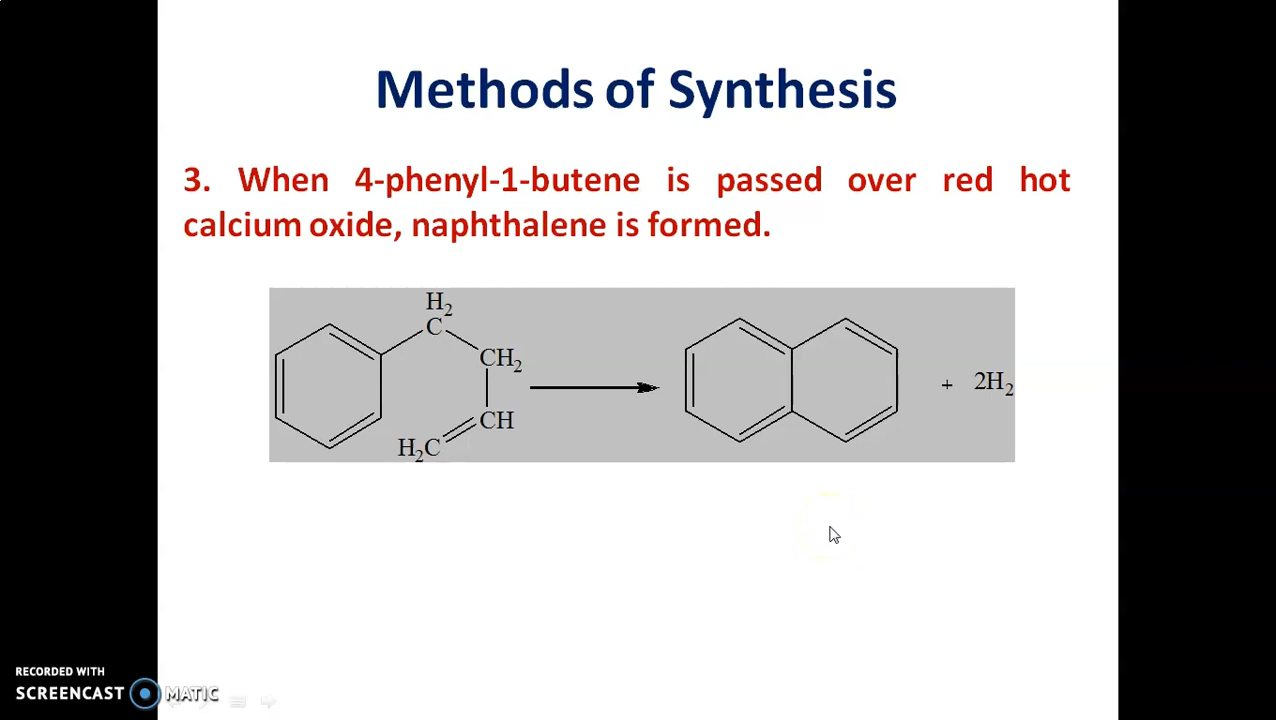 Methods of Synthesis
3. When 4-phenyl-1-butene is passed over red hot
calcium oxide, naphthalene is formed.
H2
C
CH2
CH
H2C
+ 2H2
RECORDED WITH
SCREENCAST MATIC